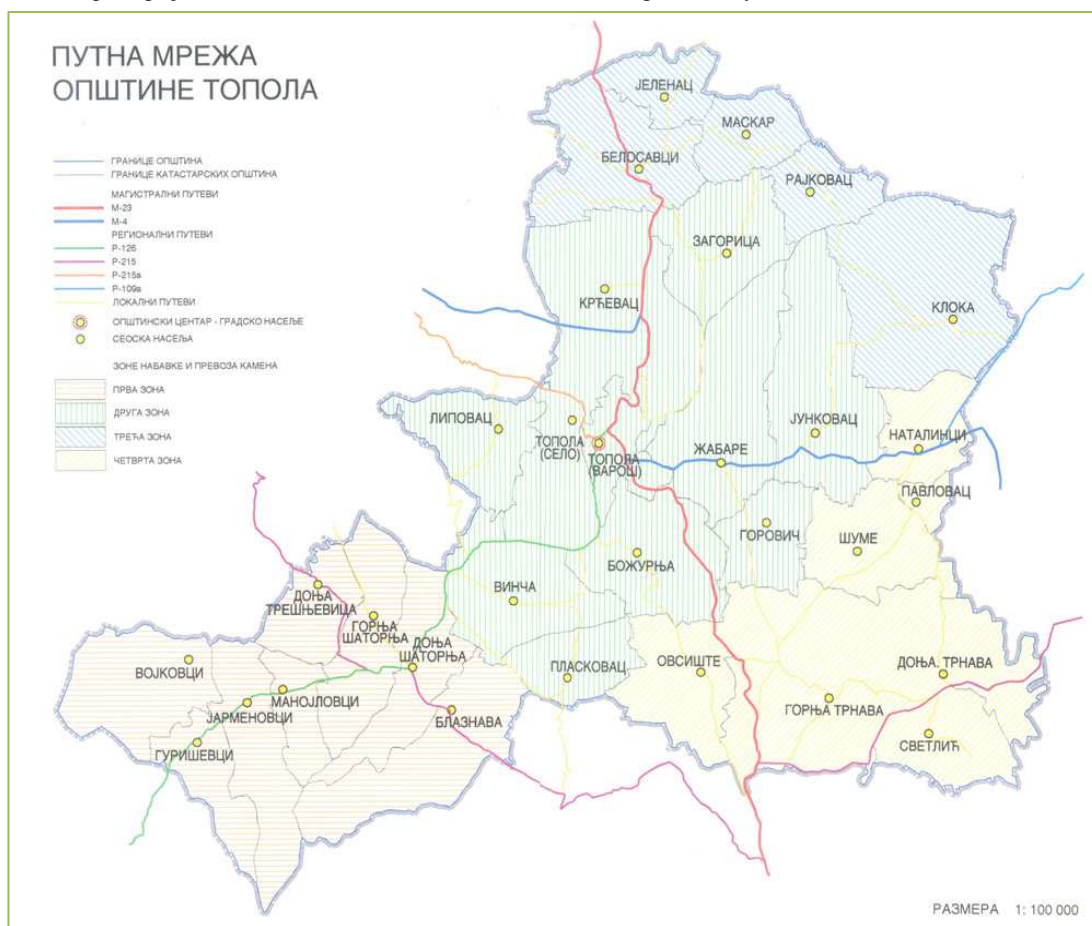 ПУТНА МРЕЖА
ОПШТИНЕ ТОПОЛА
ГРАНИЦЕ ОПШТИНА
ГРАНИЦЕ КАТАСТАРСКИХ ОПШТИНА
МАГИСТРАЛНИ ПУТЕВИ
М-23
М-4
РЕГИОНАЛНИ ПУТЕВИ
Р-126
Р-215
Р-215а
Р-109а
ЛОКАЛНИ ПУТЕВИ
ОПШТИНСКИ ЦЕНТАР - ГРАДСКО НАСЕЉЕ
СЕОСКА НАСЕЉА
ЗОНЕ НАБАВКЕ И ПРЕВОЗА КАМЕНА
ПРВА ЗОНА
ДРУГА ЗОНА
ТРЕЋА ЗОНА
ЧЕТВРТА ЗОНА
ЈЕЛЕНАЦ
МАСКАР
БЕЛОСАВЦИ
РАЈКОВАЦ
ЗАГОРИЦА
КРЋЕВАЦ
КЛОКА
ЛИПОВАЦ
ТОПОЛА
(СЕЛО)
ТОПОЛА
(ВАРОШ)
ЖАБАРЕ
ЈУНКОВАЦ
НАТАЛИНЦИ
ПАВЛОВАЦ
ШУМЕ
ГОРОВИЧ
БОЖУРЊА
ВИНЧА
ДОЊА
ТРЕШЊЕВИЦА
ГОРЊА
ШАТОРЊА
ДОЊА
ШАТОРЊА
ВОЈКОВЦИ
МАНОЈЛОВЦИ
ЈАРМЕНОВЦИ
ГУРИШЕВЦИ
БЛАЗНАВА
ПЛАСКОВАЦ
ОВСИШТЕ
ДОЊА. ТРНАВА
ГОРЊА ТРНАВА
СВЕТЛИЋ
РАЗМЕРА 1: 100 000